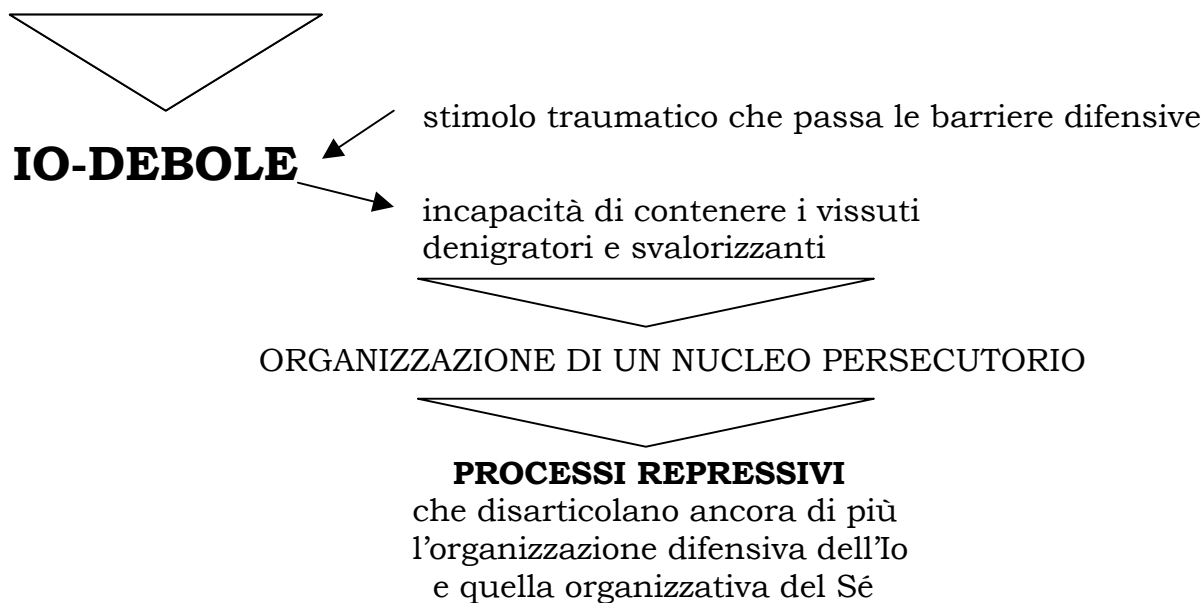 stimolo traumatico che passa le barriere difensive
IO-DEBOLE
incapacità di contenere i vissuti
denigratori e svalorizzanti
ORGANIZZAZIONE DI UN NUCLEO PERSECUTORIO
PROCESSI REPRESSIVI
che disarticolano ancora di più
l’organizzazione difensiva dell’Io
e quella organizzativa del Sé